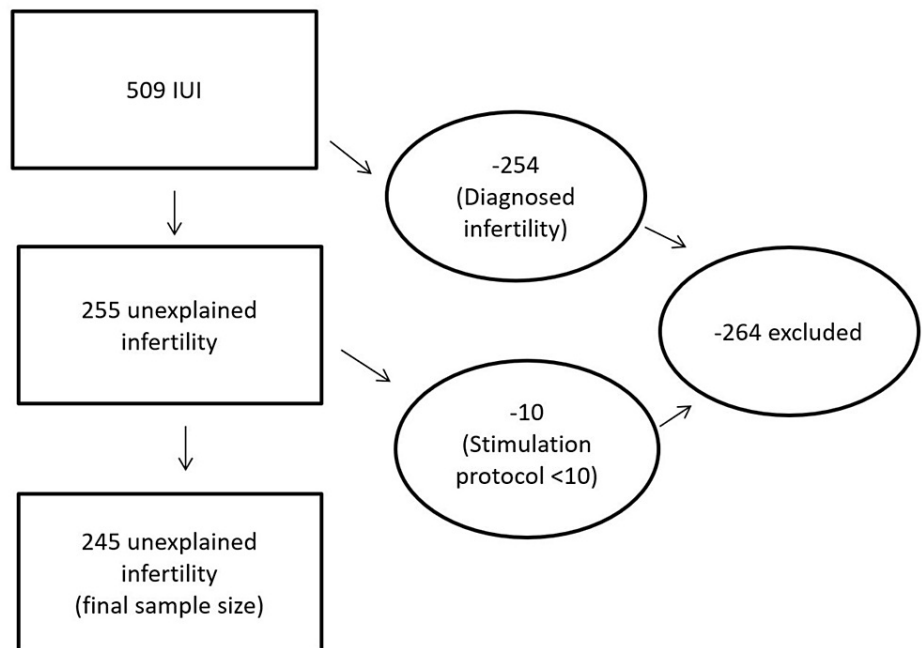 509 IUI
-254
(Diagnosed
infertility)
255 unexplained
infertility
-264 excluded
-10
(Stimulation
protocol <10)
245 unexplained
infertility
(final sample size)